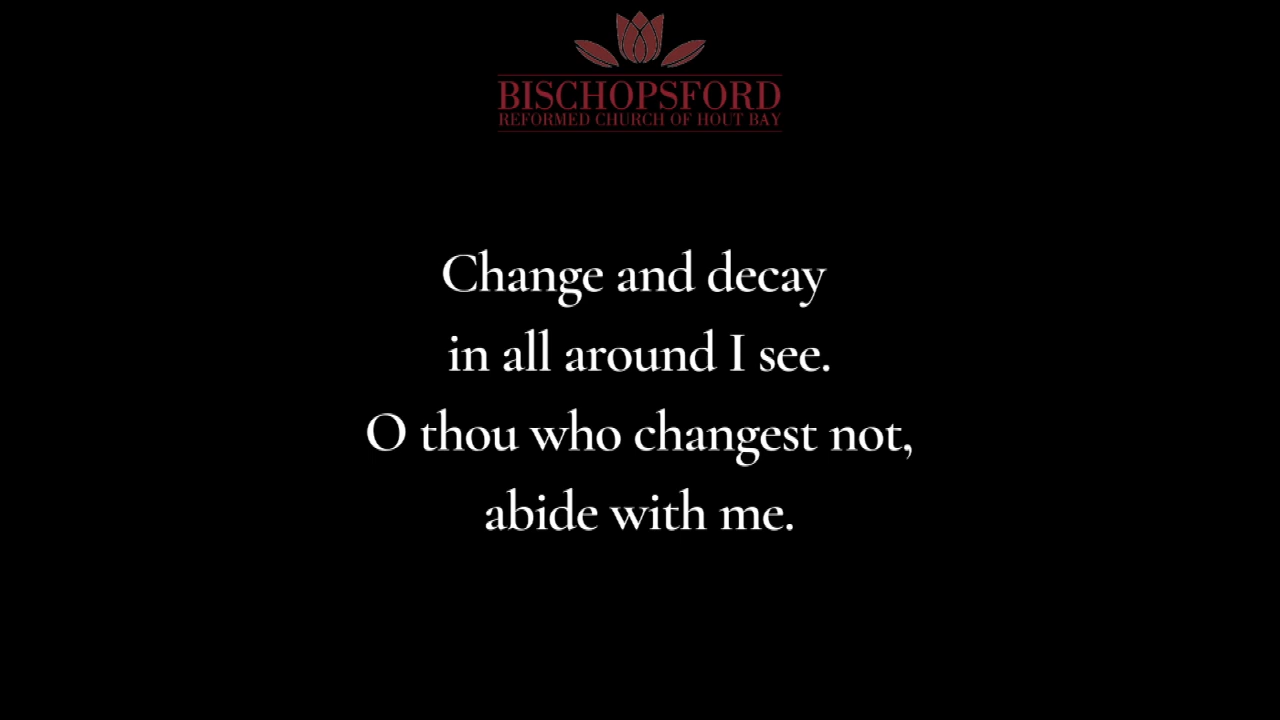 BISCHOPSFORD
REFORMED CHURCH OF HOUT BAY
Change and decay
in all around I see.
O thou who changest not,
abide with me.